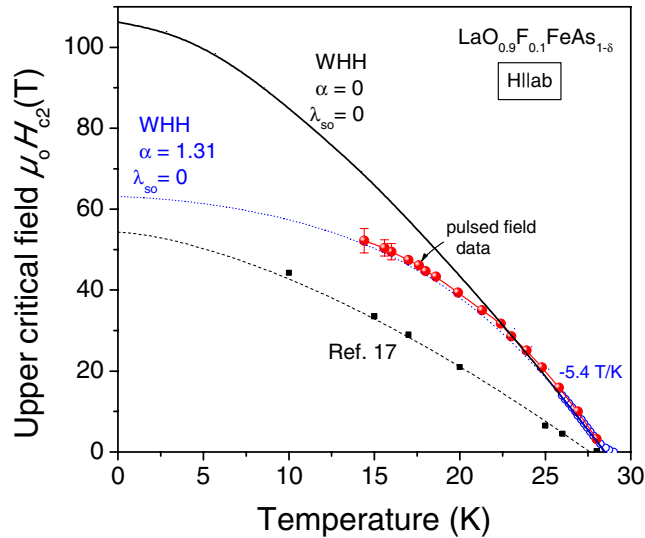 LaO0.9F0.1FeAs1-δ
H||ab
WHH
α = 0
λso= 0
WHH
α = 1.31
λso= 0
pulsed field
data
Ref. 17
-5.4 T/K
Upper critical field μoHc2(T)
100
80
60
40
20
0
0 5 10 15 20 25 30
Temperature (K)